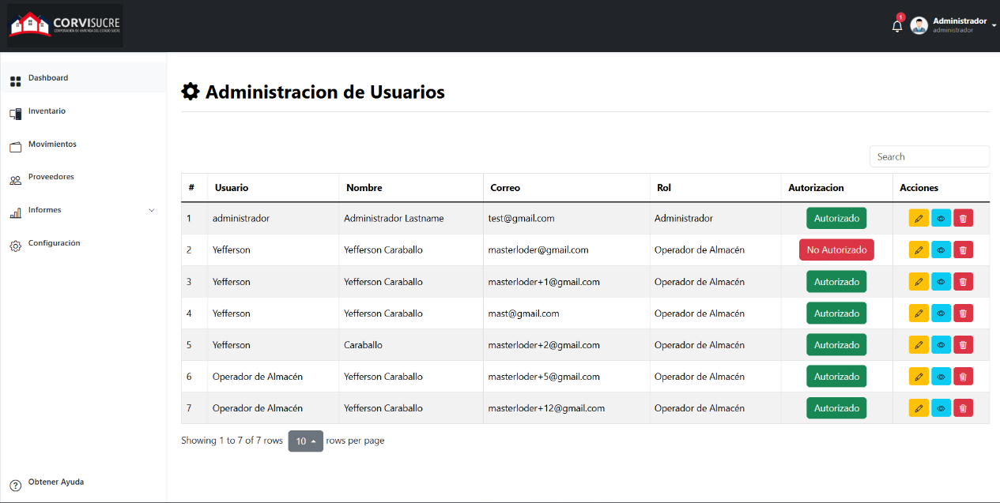 CORVISUCRE
CORPORACIÓN DE VIVIENDA DEL ESTADO SUCRE
1
Administrador
administrador
Dashboard
Inventario
Movimientos
Proveedores
Informes
Configuración
Obtener Ayuda
Administracion de Usuarios
Search
# Usuario Nombre Correo Rol Autorizacion Acciones
1 administrador Administrador Lastname test@gmail.com Administrador Autorizado
2 Yefferson Yefferson Caraballo masterloder@gmail.com Operador de Almacén No Autorizado
3 Yefferson Yefferson Caraballo masterloder+1@gmail.com Operador de Almacén Autorizado
4 Yefferson Yefferson Caraballo mast@gmail.com Operador de Almacén Autorizado
5 Yefferson Caraballo masterloder+2@gmail.com Operador de Almacén Autorizado
6 Operador de Almacén Yefferson Caraballo masterloder+5@gmail.com Operador de Almacén Autorizado
7 Operador de Almacén Yefferson Caraballo masterloder+12@gmail.com Operador de Almacén Autorizado
Showing 1 to 7 of 7 rows 10 rows per page